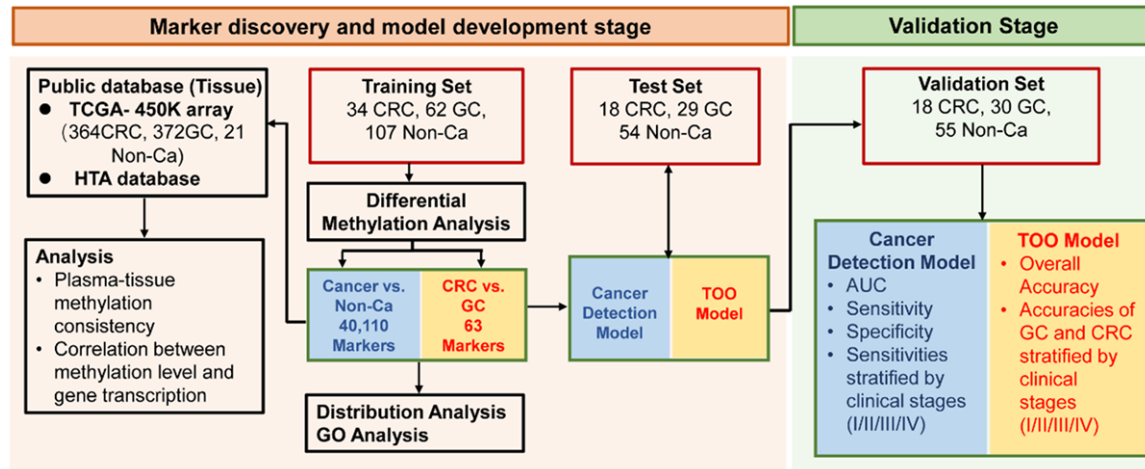 Marker discovery and model development stage
Validation Stage
Public database (Tissue)
● TCGA- 450K array
(364CRC, 372GC, 21
Non-Ca)
● HTA database
Training Set
34 CRC, 62 GC,
107 Non-Ca
Test Set
18 CRC, 29 GC
54 Non-Ca
Validation Set
18 CRC, 30 GC
55 Non-Ca
Differential
Methylation Analysis
Analysis
• Plasma-tissue
methylation
consistency
• Correlation between
methylation level and
gene transcription
Cancer vs.
Non-Ca
40,110
Markers
CRC vs.
GC
63
Markers
Cancer
Detection
Model
TOO
Model
Distribution Analysis
GO Analysis
Cancer
Detection Model
• AUC
• Sensitivity
• Specificity
• Sensitivities
stratified by
clinical stages
(I/II/III/IV)
TOO Model
• Overall
Accuracy
• Accuracies of
GC and CRC
stratified by
clinical
stages
(I/II/III/IV)